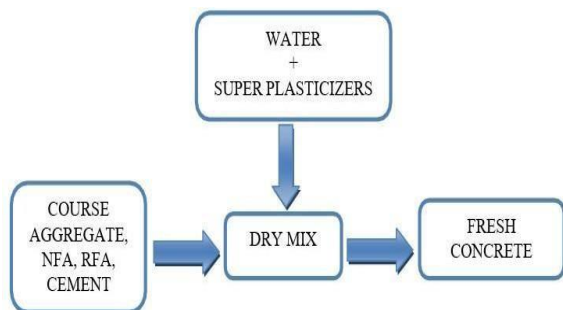 WATER
+
SUPER PLASTICIZERS
COURSE
AGGREGATE,
NFA, RFA,
CEMENT
DRY MIX
FRESH
CONCRETE